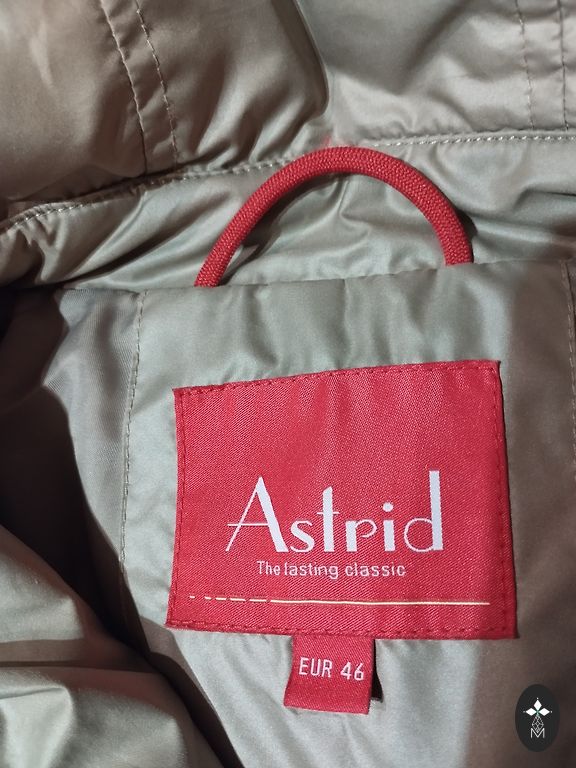 Astrid
The lasting classic
EUR 46